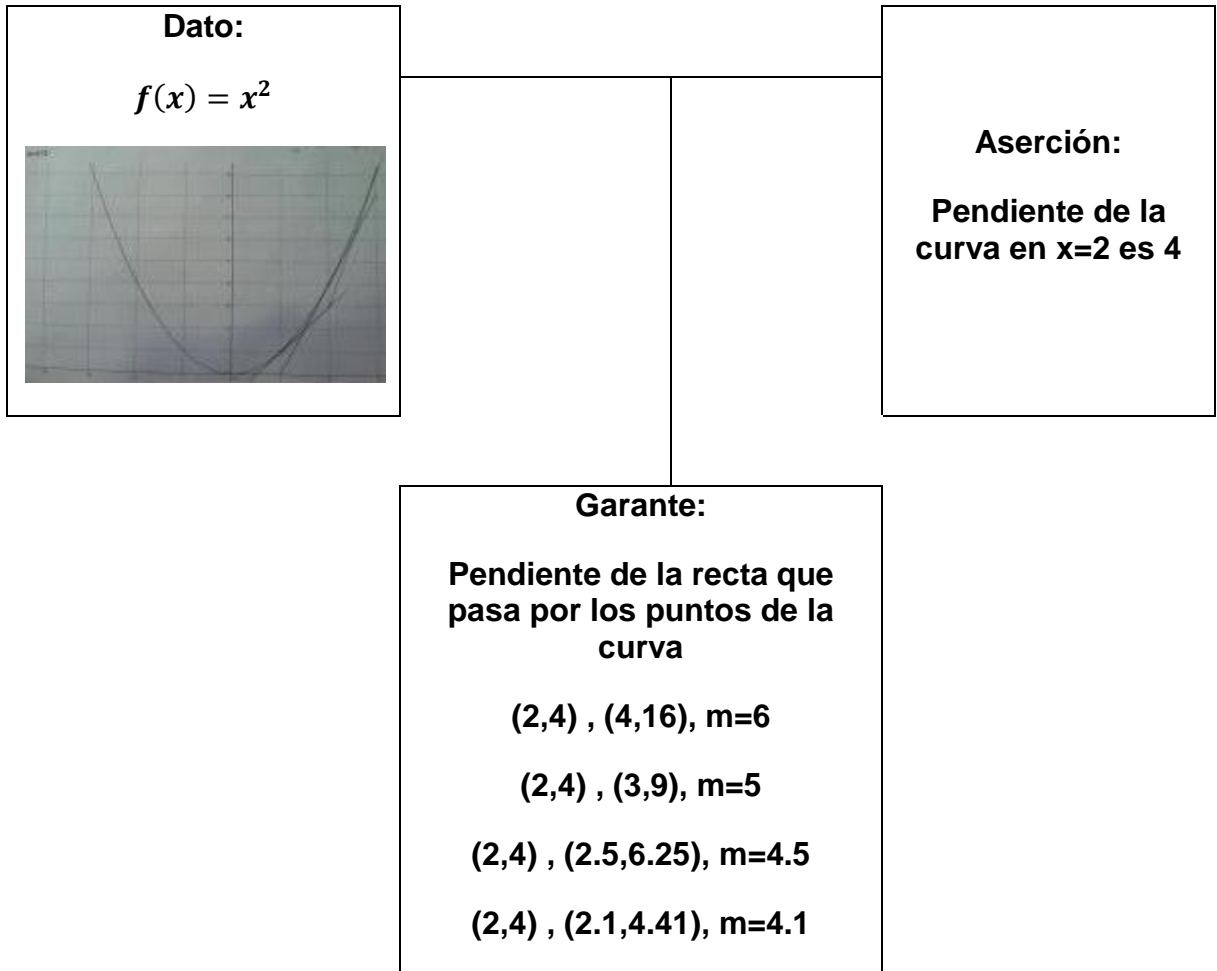 Dato:
f(x) = x²
Aserción:
Pendiente de la
curva en x=2 es 4
Garante:
Pendiente de la recta que
pasa por los puntos de la
curva
(2,4) , (4,16), m=6
(2,4) , (3,9), m=5
(2,4) , (2.5,6.25), m=4.5
(2,4) , (2.1,4.41), m=4.1